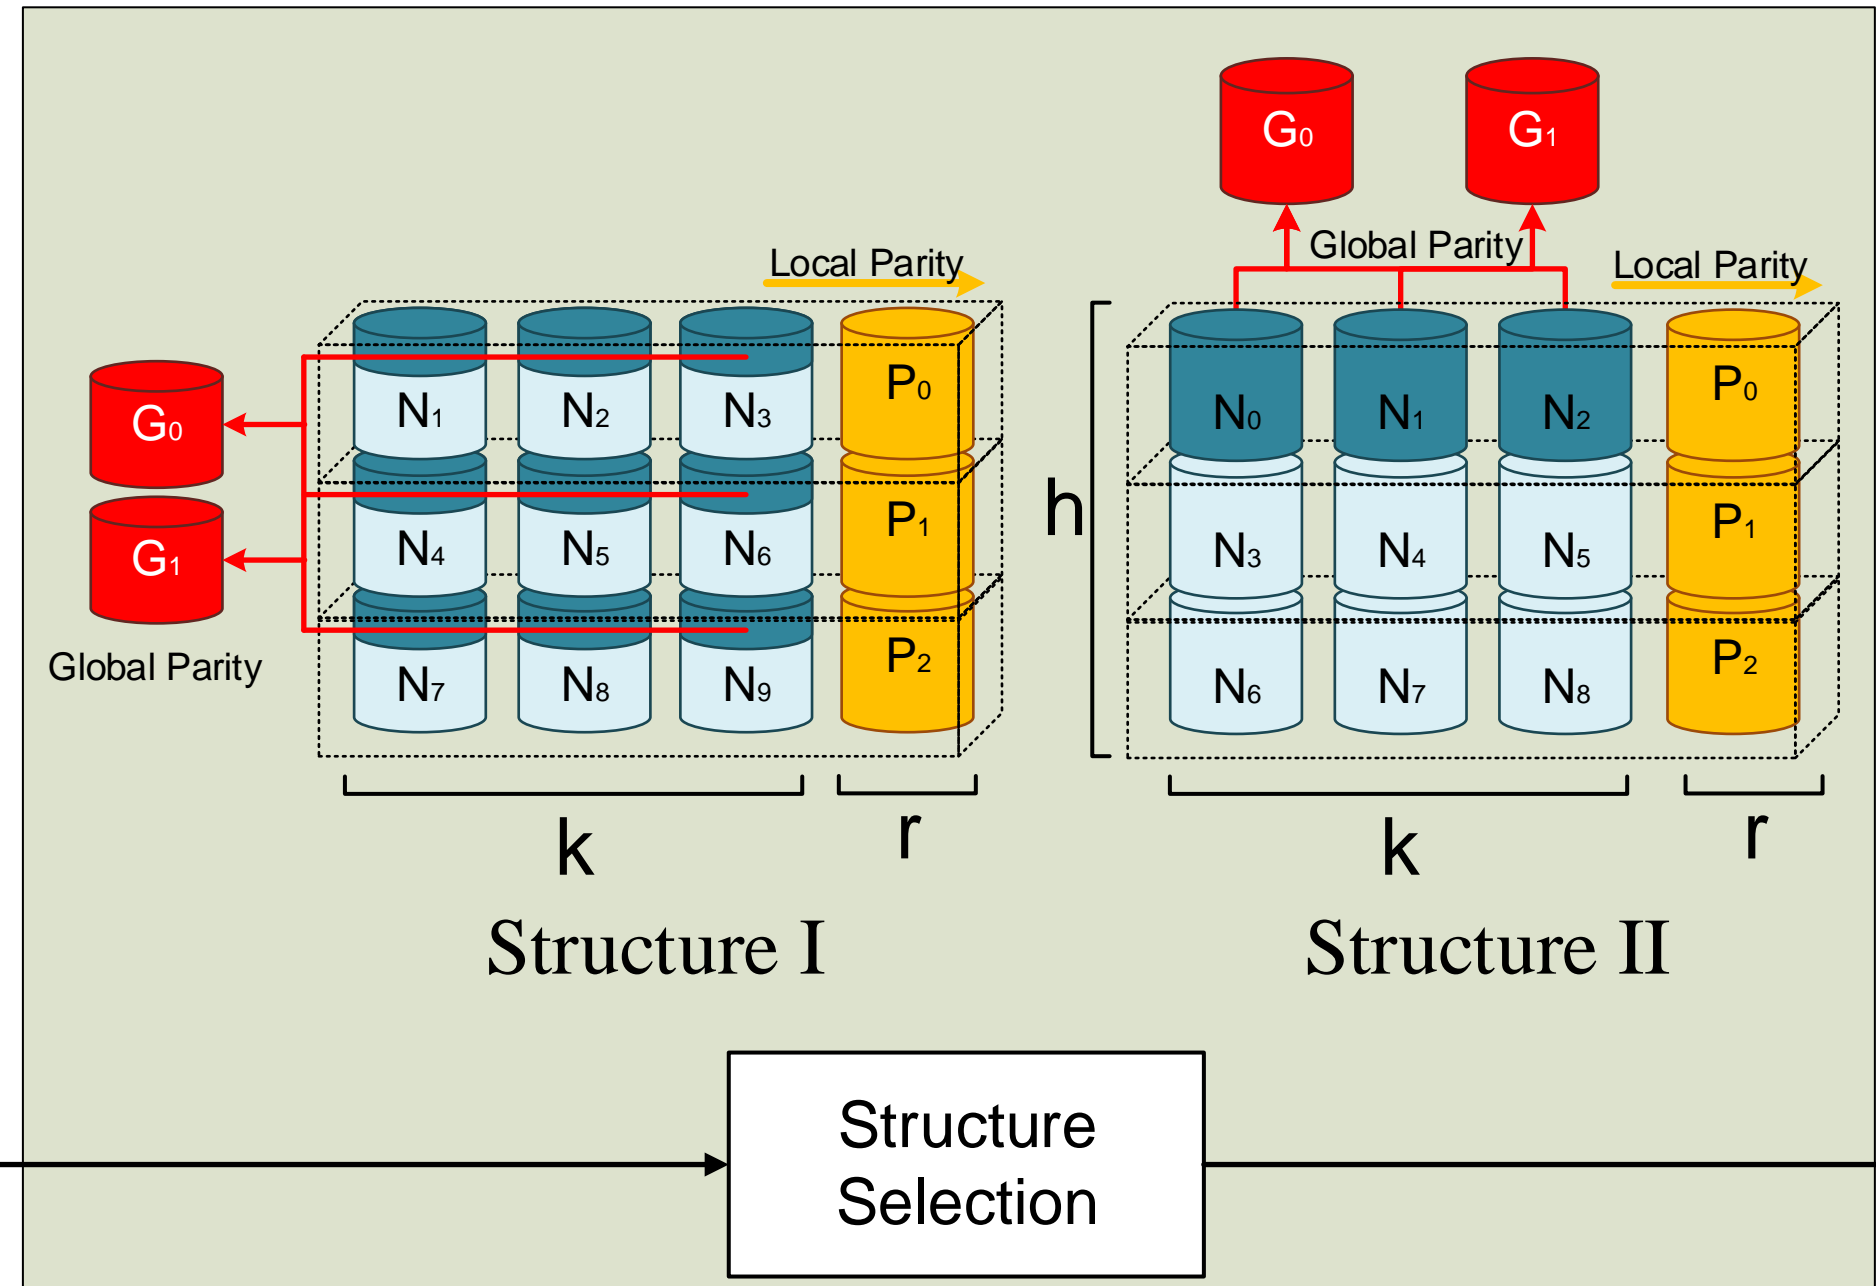 G₀ G₁
Global Parity
Local Parity
Local Parity
N₁ N₂ N₃ P₀
G₀
N₄ N₅ N₆ P₁
G₁
N₇ N₈ N₉ P₂
Global Parity
h
N₀ N₁ N₂ P₀
N₃ N₄ N₅ P₁
N₆ N₇ N₈ P₂
k r
k r
Structure I
Structure II
Structure
Selection